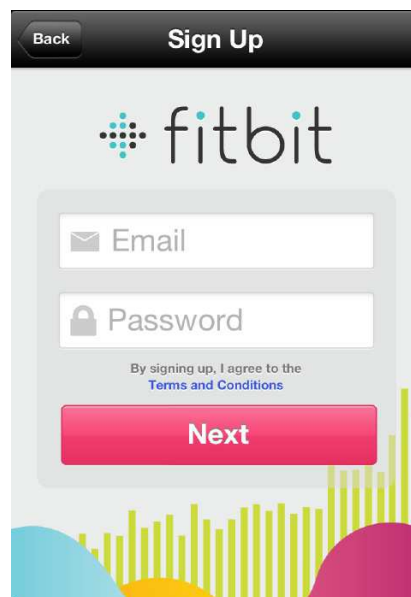 Back
Sign Up
fitbit
Email
Password
By signing up, I agree to the
Terms and Conditions
Next